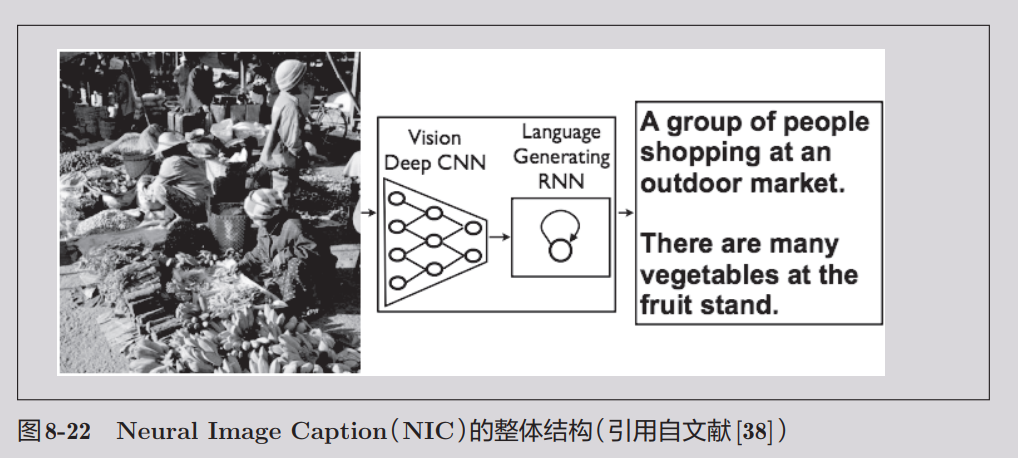 Vision
Deep CNN
Language
Generating
RNN
A group of people
shopping at an
outdoor market.
There are many
vegetables at the
fruit stand.
图8-22 Neural Image Caption（NIC）的整体结构（引用自文献[38]）